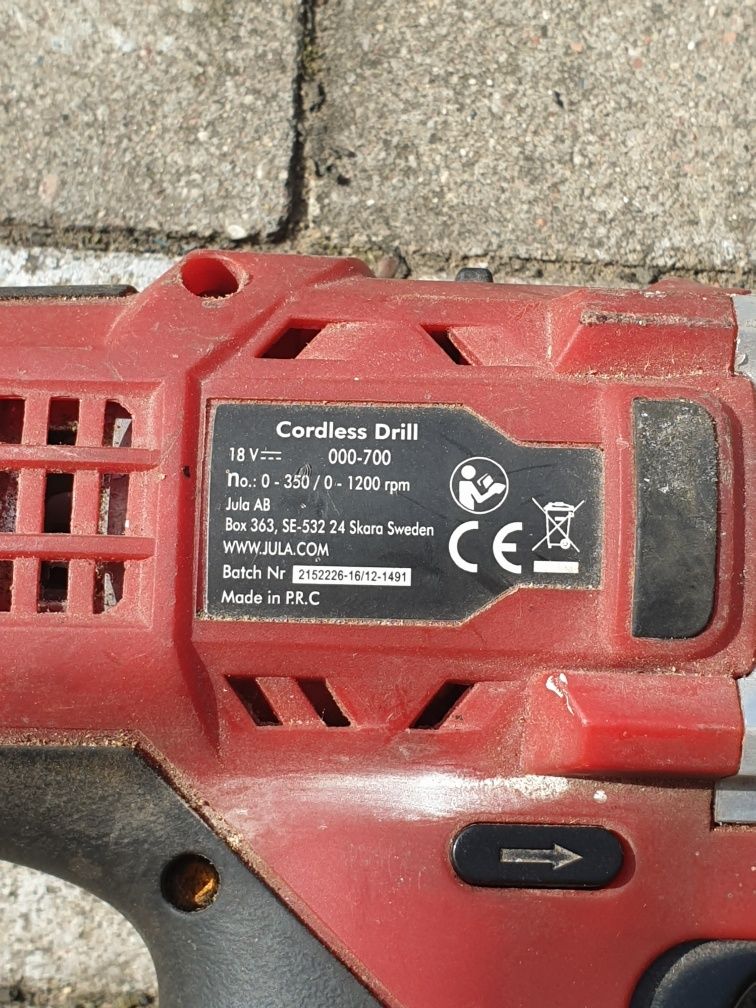 Cordless Drill
18 V 000-700
no.: 0 - 350 / 0 - 1200 rpm
Jula AB
Box 363, SE-532 24 Skara Sweden
WWW.JULA.COM
Batch Nr 2152226-16/12-1491
Made in P.R.C
CE